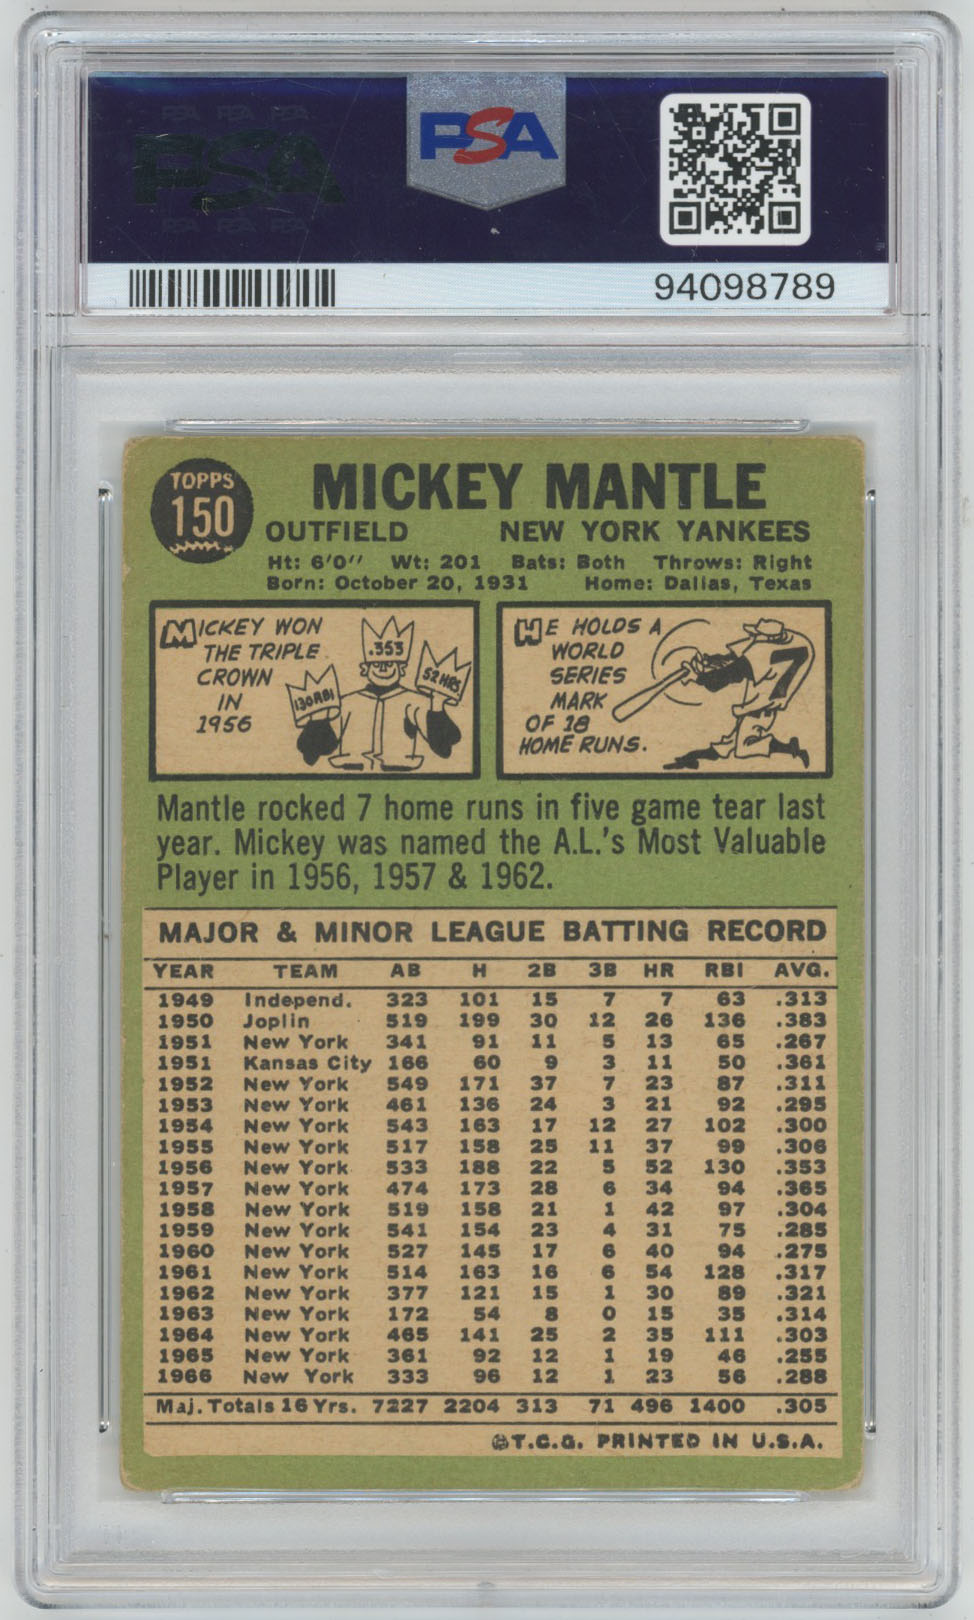 PSA PSA PSA
PSA
PSA PSA PSA
PSA
94098789
TOPPS
150
MICKEY MANTLE
OUTFIELD NEW YORK YANKEES
Ht: 6'0'' Wt: 201 Bats: Both Throws: Right
Born: October 20, 1931 Home: Dallas, Texas
MICKEY WON
THE TRIPLE
CROWN
IN
1956
.353
130 RBI
52 HRS
HE HOLDS A
WORLD
SERIES
MARK
OF 18
HOME RUNS.
7
Mantle rocked 7 home runs in five game tear last
year. Mickey was named the A.L.'s Most Valuable
Player in 1956, 1957 & 1962.
MAJOR & MINOR LEAGUE BATTING RECORD
YEAR TEAM AB H 2B 3B HR RBI AVG.
1949 Independ. 323 101 15 7 7 63 .313
1950 Joplin 519 199 30 12 26 136 .383
1951 New York 341 91 11 5 13 65 .267
1951 Kansas City 166 60 9 3 11 50 .361
1952 New York 549 171 37 7 23 87 .311
1953 New York 461 136 24 3 21 92 .295
1954 New York 543 163 17 12 27 102 .300
1955 New York 517 158 25 11 37 99 .306
1956 New York 533 188 22 5 52 130 .353
1957 New York 474 173 28 6 34 94 .365
1958 New York 519 158 21 1 42 97 .304
1959 New York 541 154 23 4 31 75 .285
1960 New York 527 145 17 6 40 94 .275
1961 New York 514 163 16 6 54 128 .317
1962 New York 377 121 15 1 30 89 .321
1963 New York 172 54 8 0 15 35 .314
1964 New York 465 141 25 2 35 111 .303
1965 New York 361 92 12 1 19 46 .255
1966 New York 333 96 12 1 23 56 .288
Maj. Totals 16 Yrs. 7227 2204 313 71 496 1400 .305
©T.C.G. PRINTED IN U.S.A.